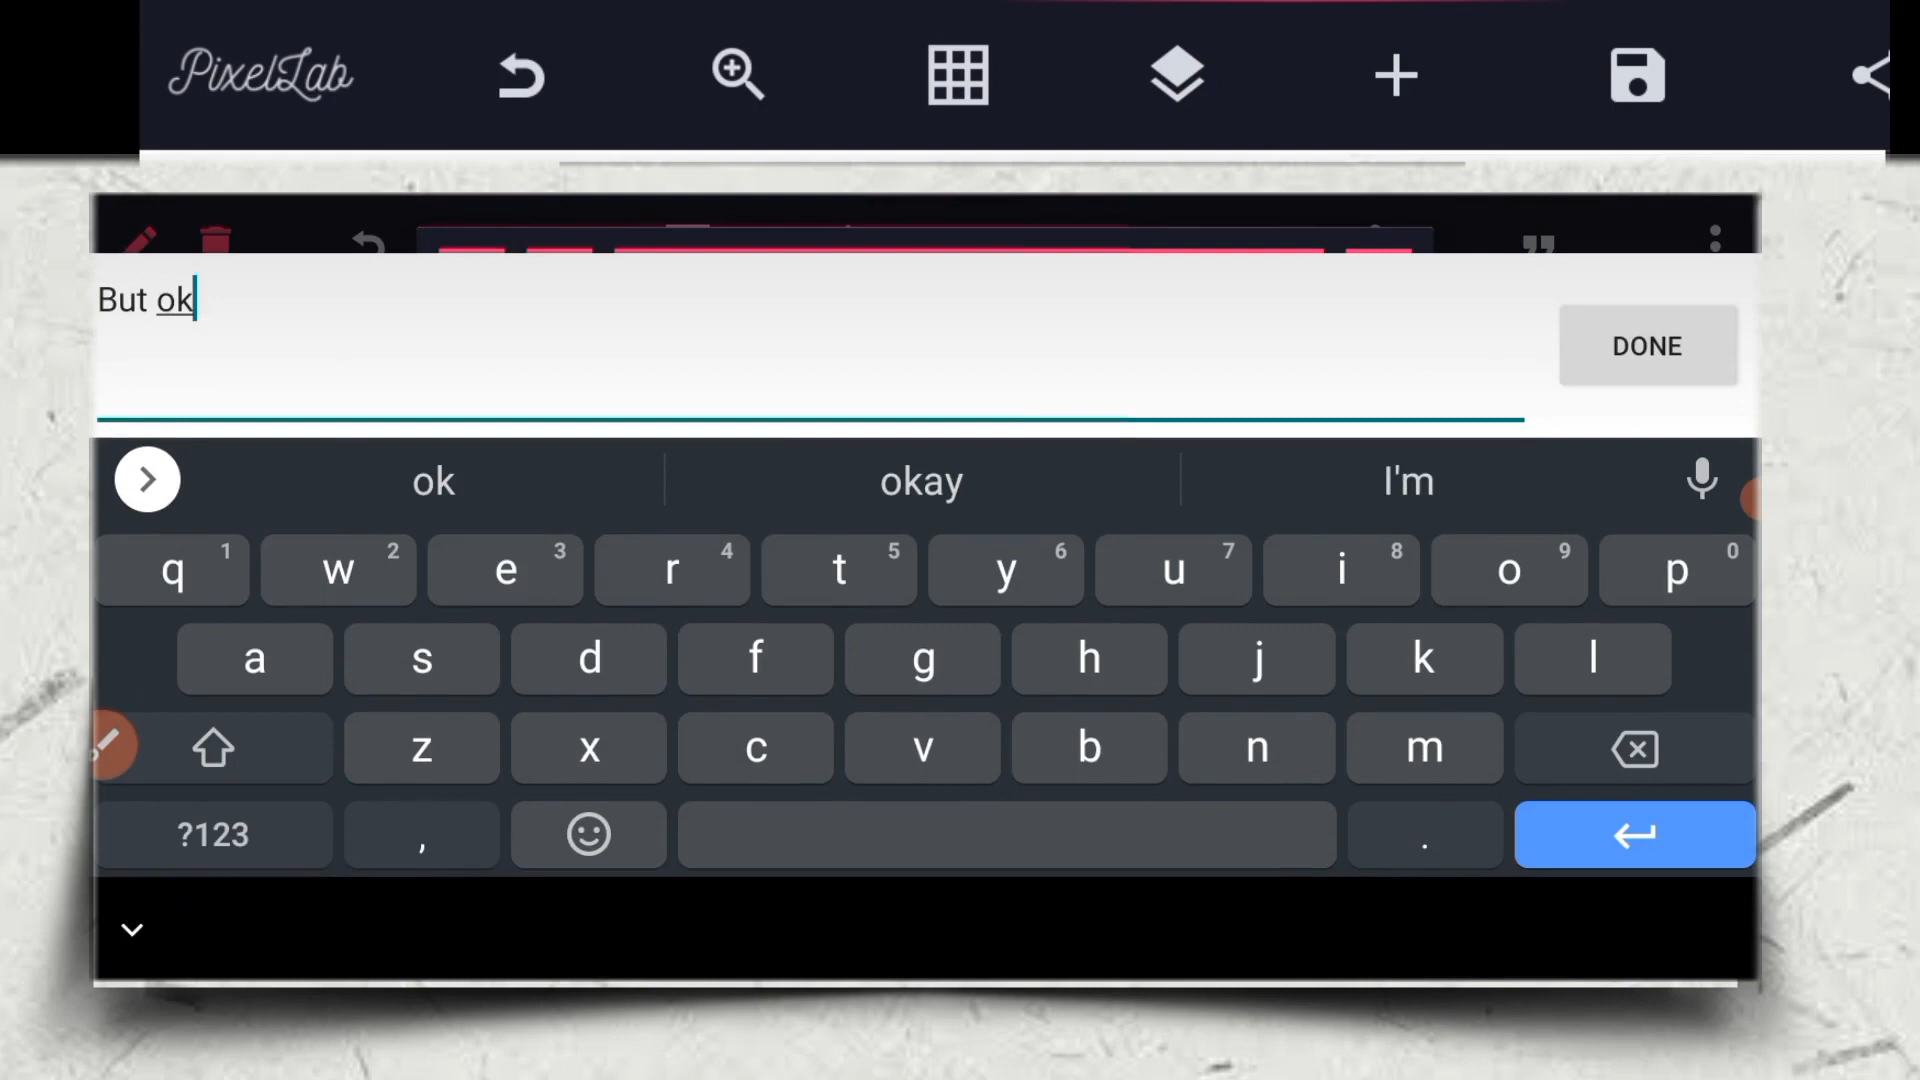 PixelLab
But ok
DONE
ok okay I'm
q 1 w 2 e 3 r 4 t 5 y 6 u 7 i 8 o 9 p 0
a s d f g h j k l
z x c v b n m
?123 , .